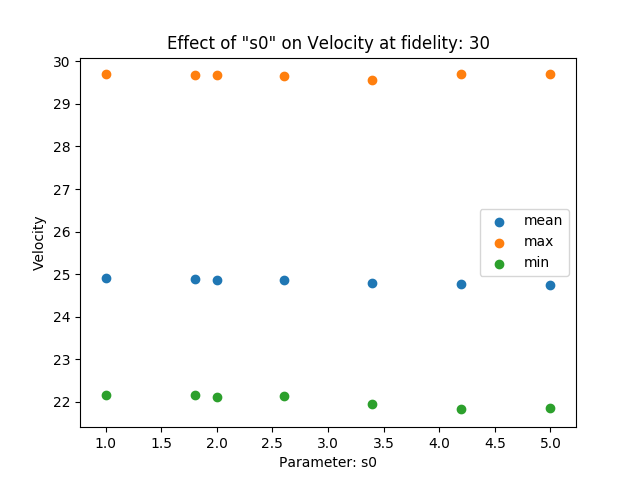 Effect of "s0" on Velocity at fidelity: 30
30
29
28
27
26
25
24
23
22
Velocity
mean
max
min
1.0 1.5 2.0 2.5 3.0 3.5 4.0 4.5 5.0
Parameter: s0